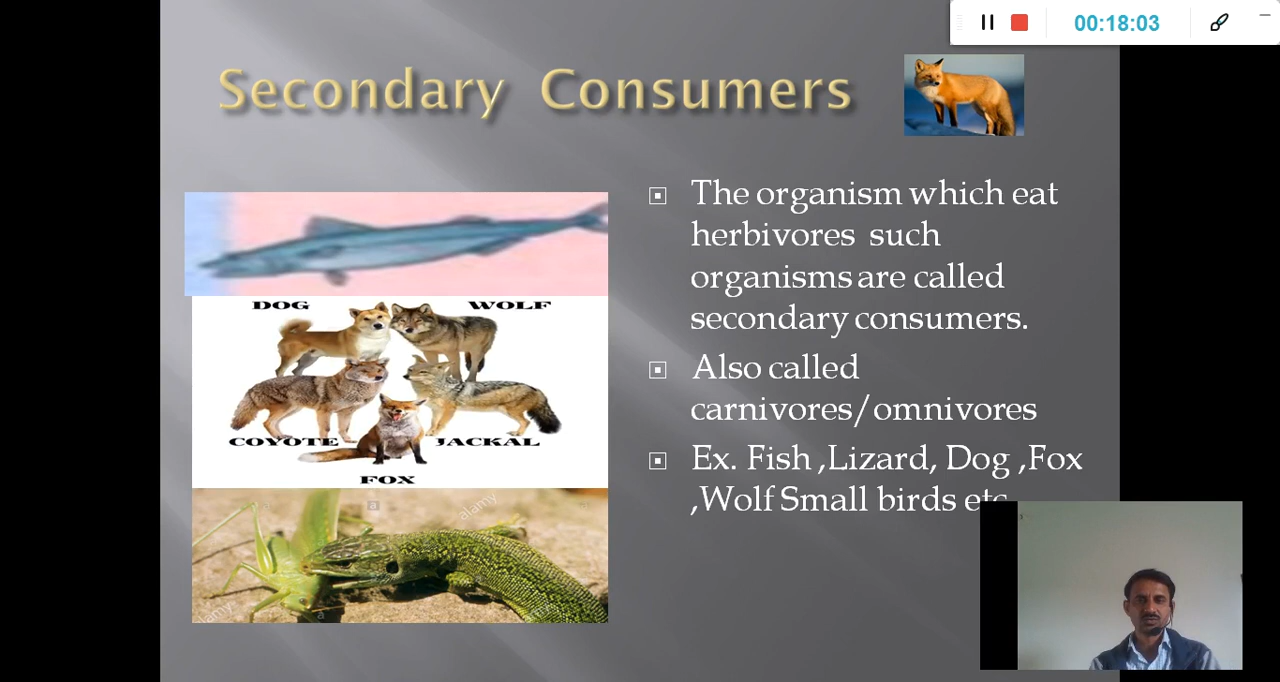 00:18:03
Secondary Consumers
The organism which eat
herbivores such
organisms are called
secondary consumers.
Also called
carnivores/omnivores
Ex. Fish ,Lizard, Dog ,Fox
,Wolf Small birds etc
DOG WOLF
COYOTE JACKAL
FOX
a alamy
alamy a